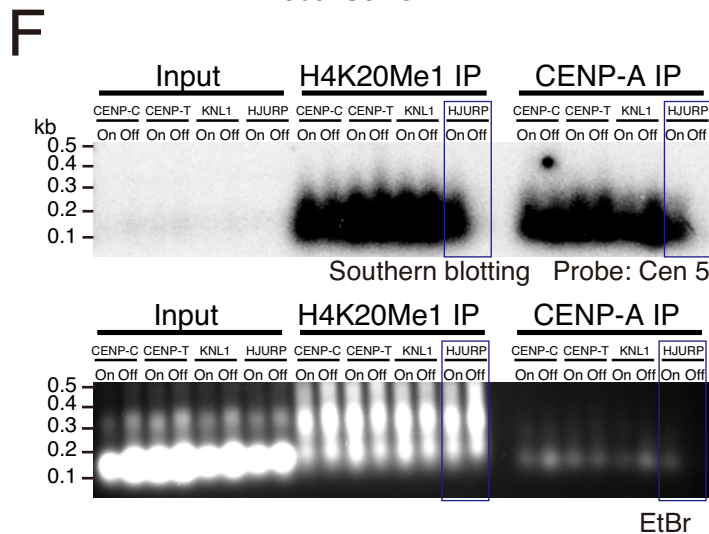 F
Input H4K20Me1 IP CENP-A IP
CENP-C CENP-T KNL1 HJURP CENP-C CENP-T KNL1 HJURP CENP-C CENP-T KNL1 HJURP
kb On Off On Off On Off On Off On Off On Off On Off On Off On Off On Off On Off On Off
0.5
0.4
0.3
0.2
0.1
Southern blotting Probe: Cen 5
Input H4K20Me1 IP CENP-A IP
CENP-C CENP-T KNL1 HJURP CENP-C CENP-T KNL1 HJURP CENP-C CENP-T KNL1 HJURP
On Off On Off On Off On Off On Off On Off On Off On Off On Off On Off On Off On Off
0.5
0.4
0.3
0.2
0.1
EtBr